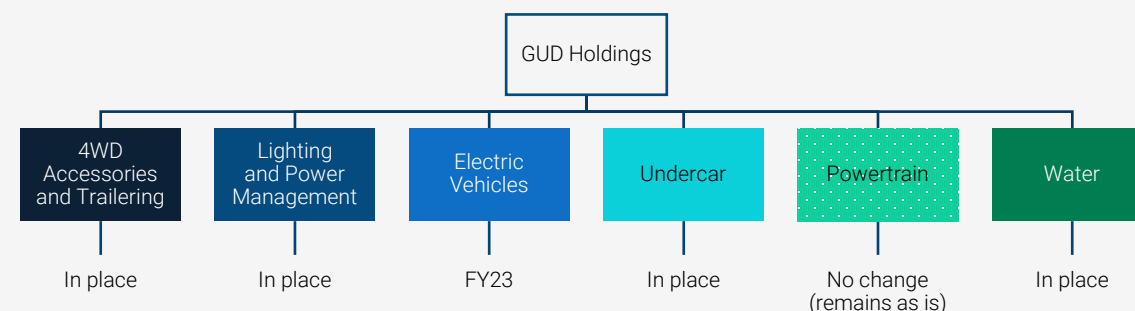 GUD Holdings
4WD
Accessories
and Trailering
Lighting
and Power
Management
Electric
Vehicles
Undercar
Powertrain
Water
In place
In place
FY23
In place
No change
(remains as is)
In place